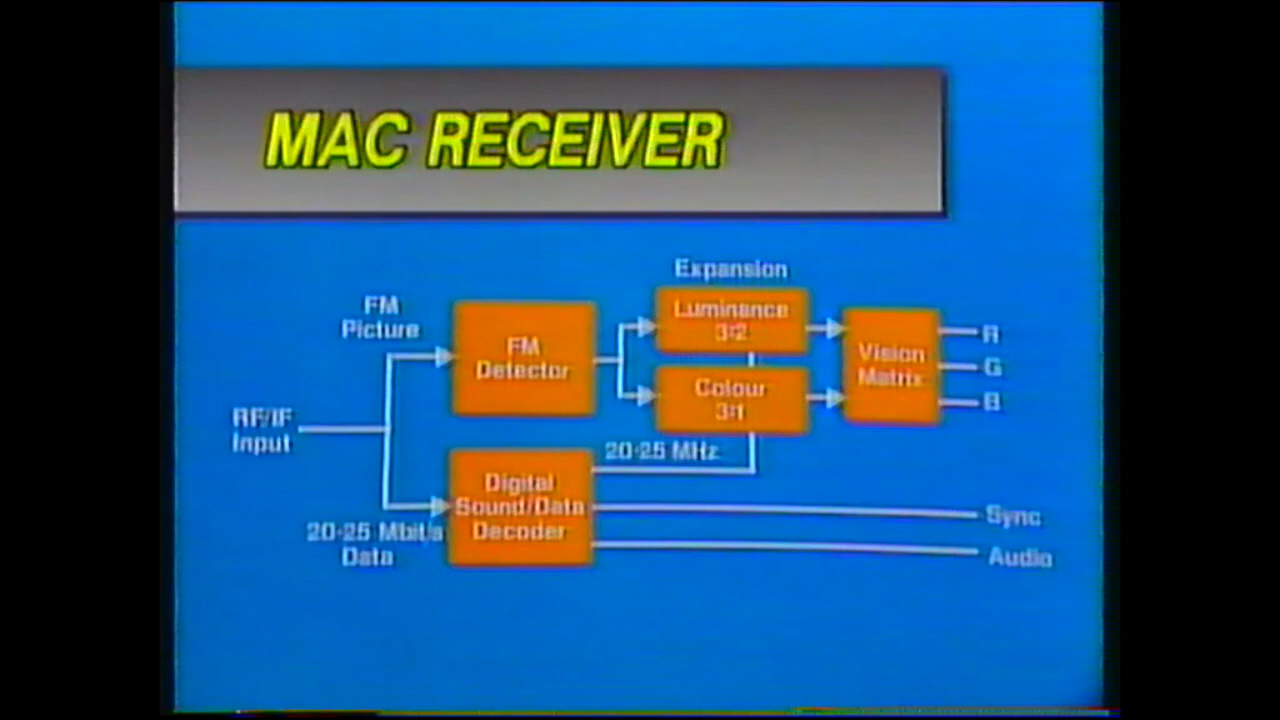 MAC RECEIVER
Expansion
FM
Picture
Luminance
3:2
FM
Detector
Vision
Matrix
R
G
B
Colour
3:1
RF/IF
Input
20-25 MHz
Digital
Sound/Data
Decoder
20-25 Mbit/s
Data
Sync
Audio